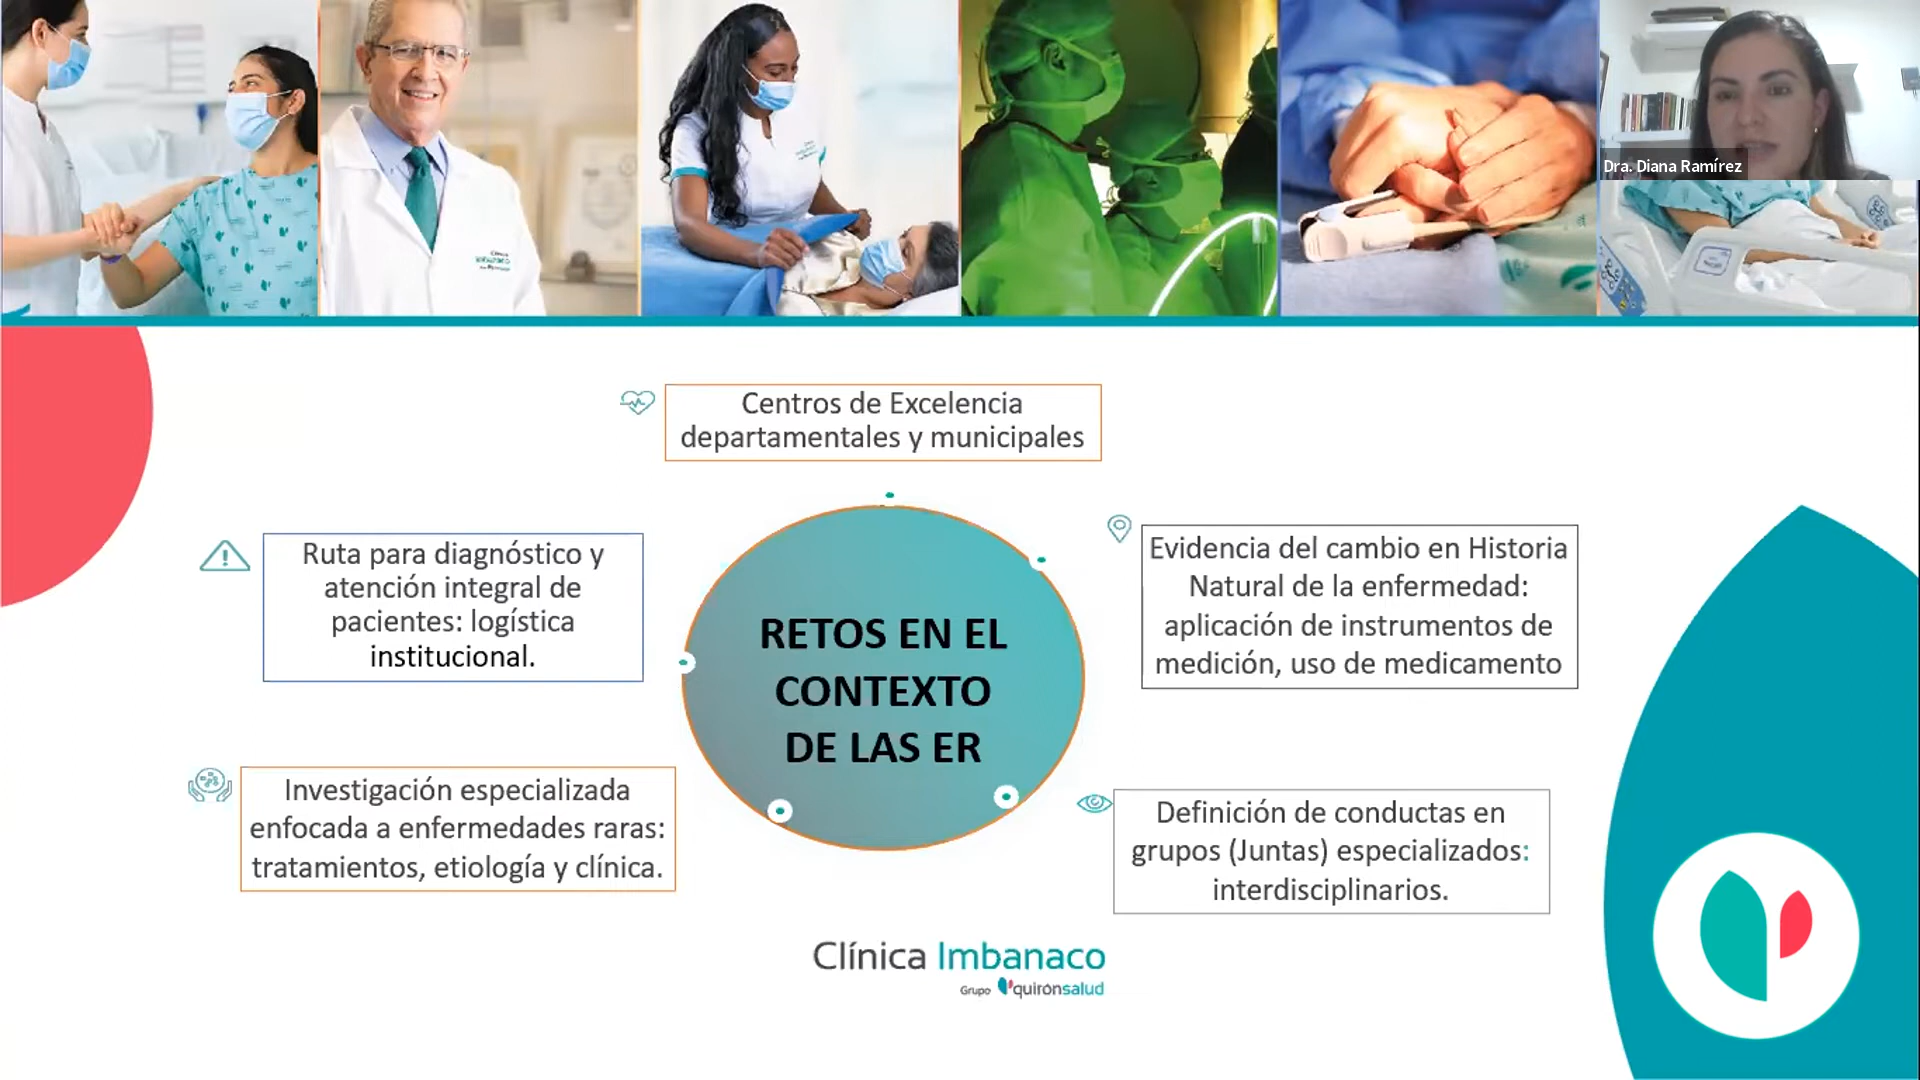 Dra. Diana Ramírez
Centros de Excelencia
departamentales y municipales
Ruta para diagnóstico y
atención integral de
pacientes: logística
institucional.
Evidencia del cambio en Historia
Natural de la enfermedad:
aplicación de instrumentos de
medición, uso de medicamento
RETOS EN EL
CONTEXTO
DE LAS ER
Investigación especializada
enfocada a enfermedades raras:
tratamientos, etiología y clínica.
Definición de conductas en
grupos (Juntas) especializados:
interdisciplinarios.
Clínica Imbanaco
Grupo quirónsalud